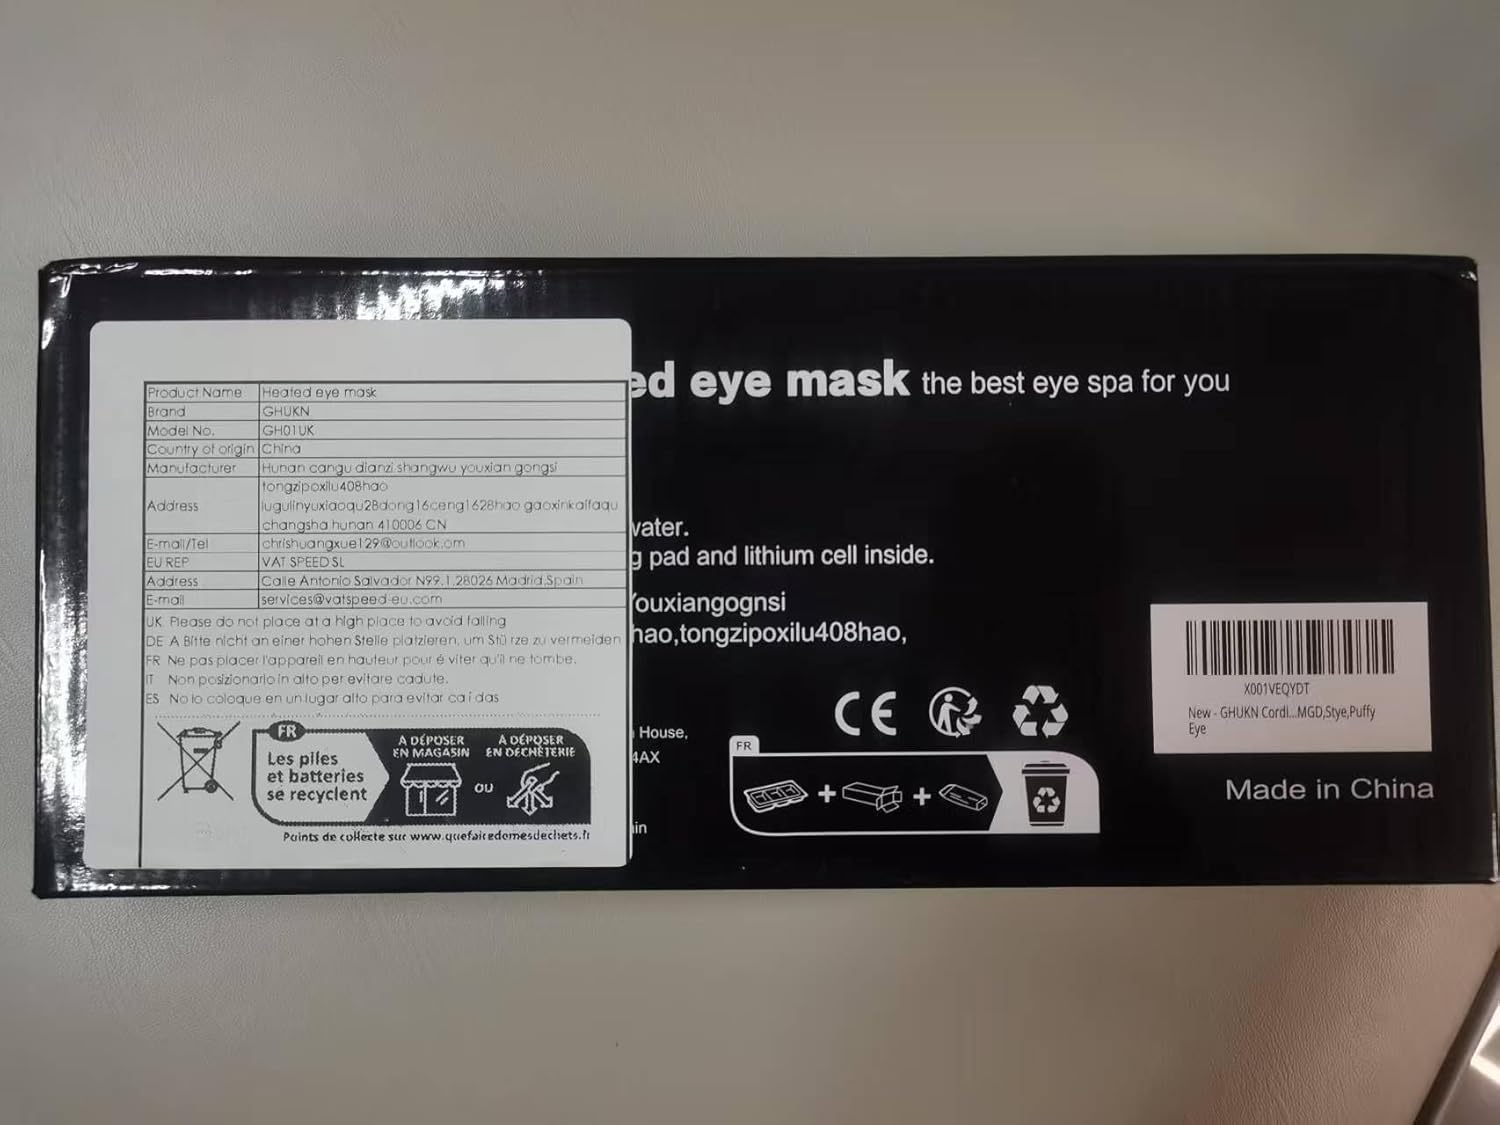 Product Name Heated eye mask
Brand GHUKN
Model No. GH01UK
Country of origin China
Manufacturer Hunan cangu dianzi shangwu youxian gongsi
Address tongzipoxilu408hao
lugulinyuxiaoqu2Bdong16ceng1628hao gaoxinkaifaqu
changsha hunan 410006 CN
E-mail/Tel chrishuangxue129@outlook.om
EU REP VAT SPEED SL
Address Calle Antonio Salvador N99.1,28026 Madrid,Spain
E-mail services@vatspeed-eu.com
UK Please do not place at a high place to avoid falling
DE A Bitte nicht an einer hohen Stelle platzieren, um Stü rze zu vermeiden
FR Ne pas placer l'appareil en hauteur pour é viter qu'il ne tombe.
IT Non posizionarlo in alto per evitare cadute.
ES No lo coloque en un lugar alto para evitar ca í das
FR
Les piles
et batteries
se recyclent
À DÉPOSER
EN MAGASIN
OU
À DÉPOSER
EN DÉCHÈTERIE
Points de collecte sur www.quefairedemesdechets.fr
ed eye mask the best eye spa for you
vater.
g pad and lithium cell inside.
Youxiangognsi
hao,tongzipoxilu408hao,
House,
4AX
in
CE
FR
+ +
X001VEQYDT
New - GHUKN Cordl...MGD,Stye,Puffy
Eye
Made in China